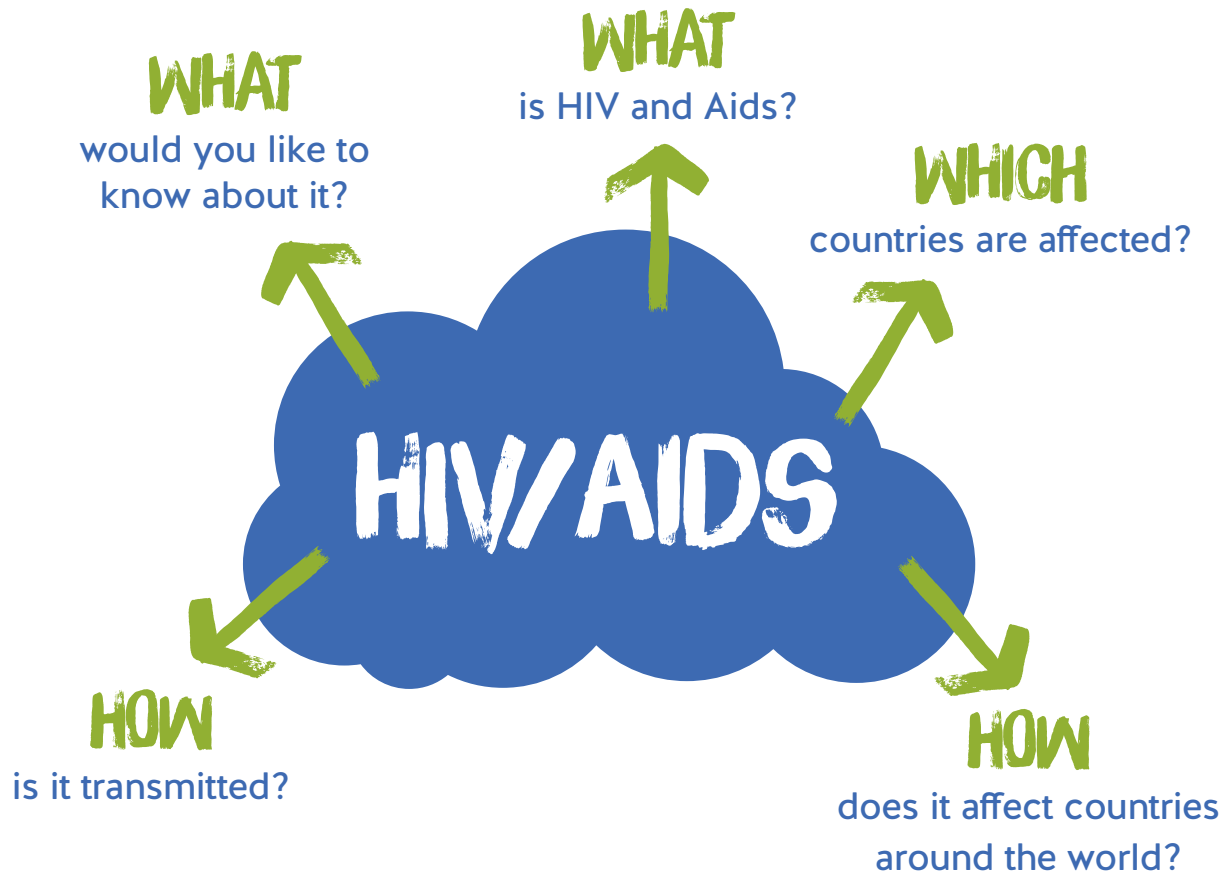 WHAT
would you like to
know about it?
WHAT
is HIV and Aids?
WHICH
countries are affected?
HIV/AIDS
HOW
is it transmitted?
HOW
does it affect countries
around the world?